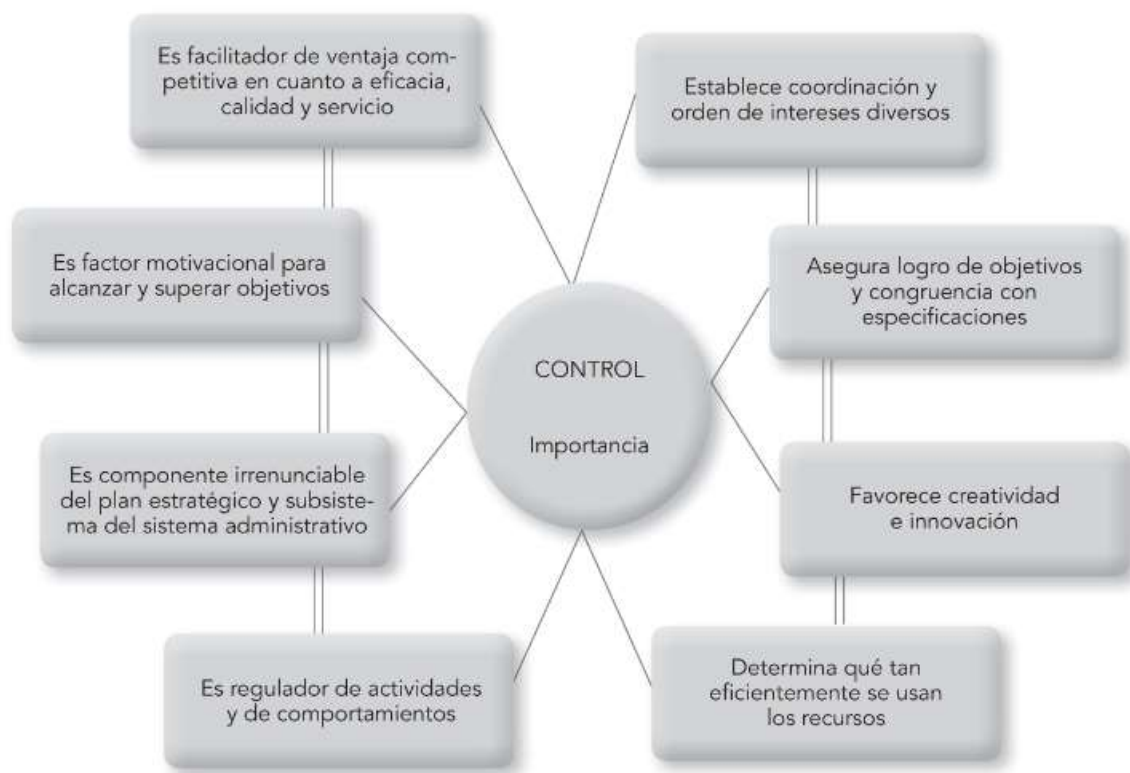 Es facilitador de ventaja com-
petitiva en cuanto a eficacia,
calidad y servicio
Establece coordinación y
orden de intereses diversos
Es factor motivacional para
alcanzar y superar objetivos
Asegura logro de objetivos
y congruencia con
especificaciones
CONTROL
Importancia
Es componente irrenunciable
del plan estratégico y subsiste-
ma del sistema administrativo
Favorece creatividad
e innovación
Es regulador de actividades
y de comportamientos
Determina qué tan
eficientemente se usan
los recursos